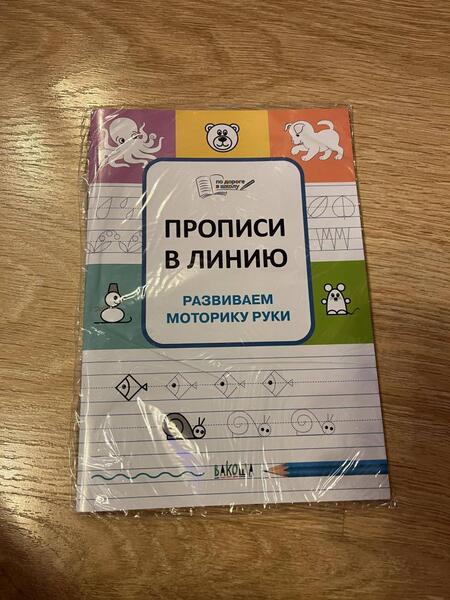 по дороге
в школу
ПРОПИСИ
В ЛИНИЮ
РАЗВИВАЕМ
МОТОРИКУ РУКИ
ВАКОША